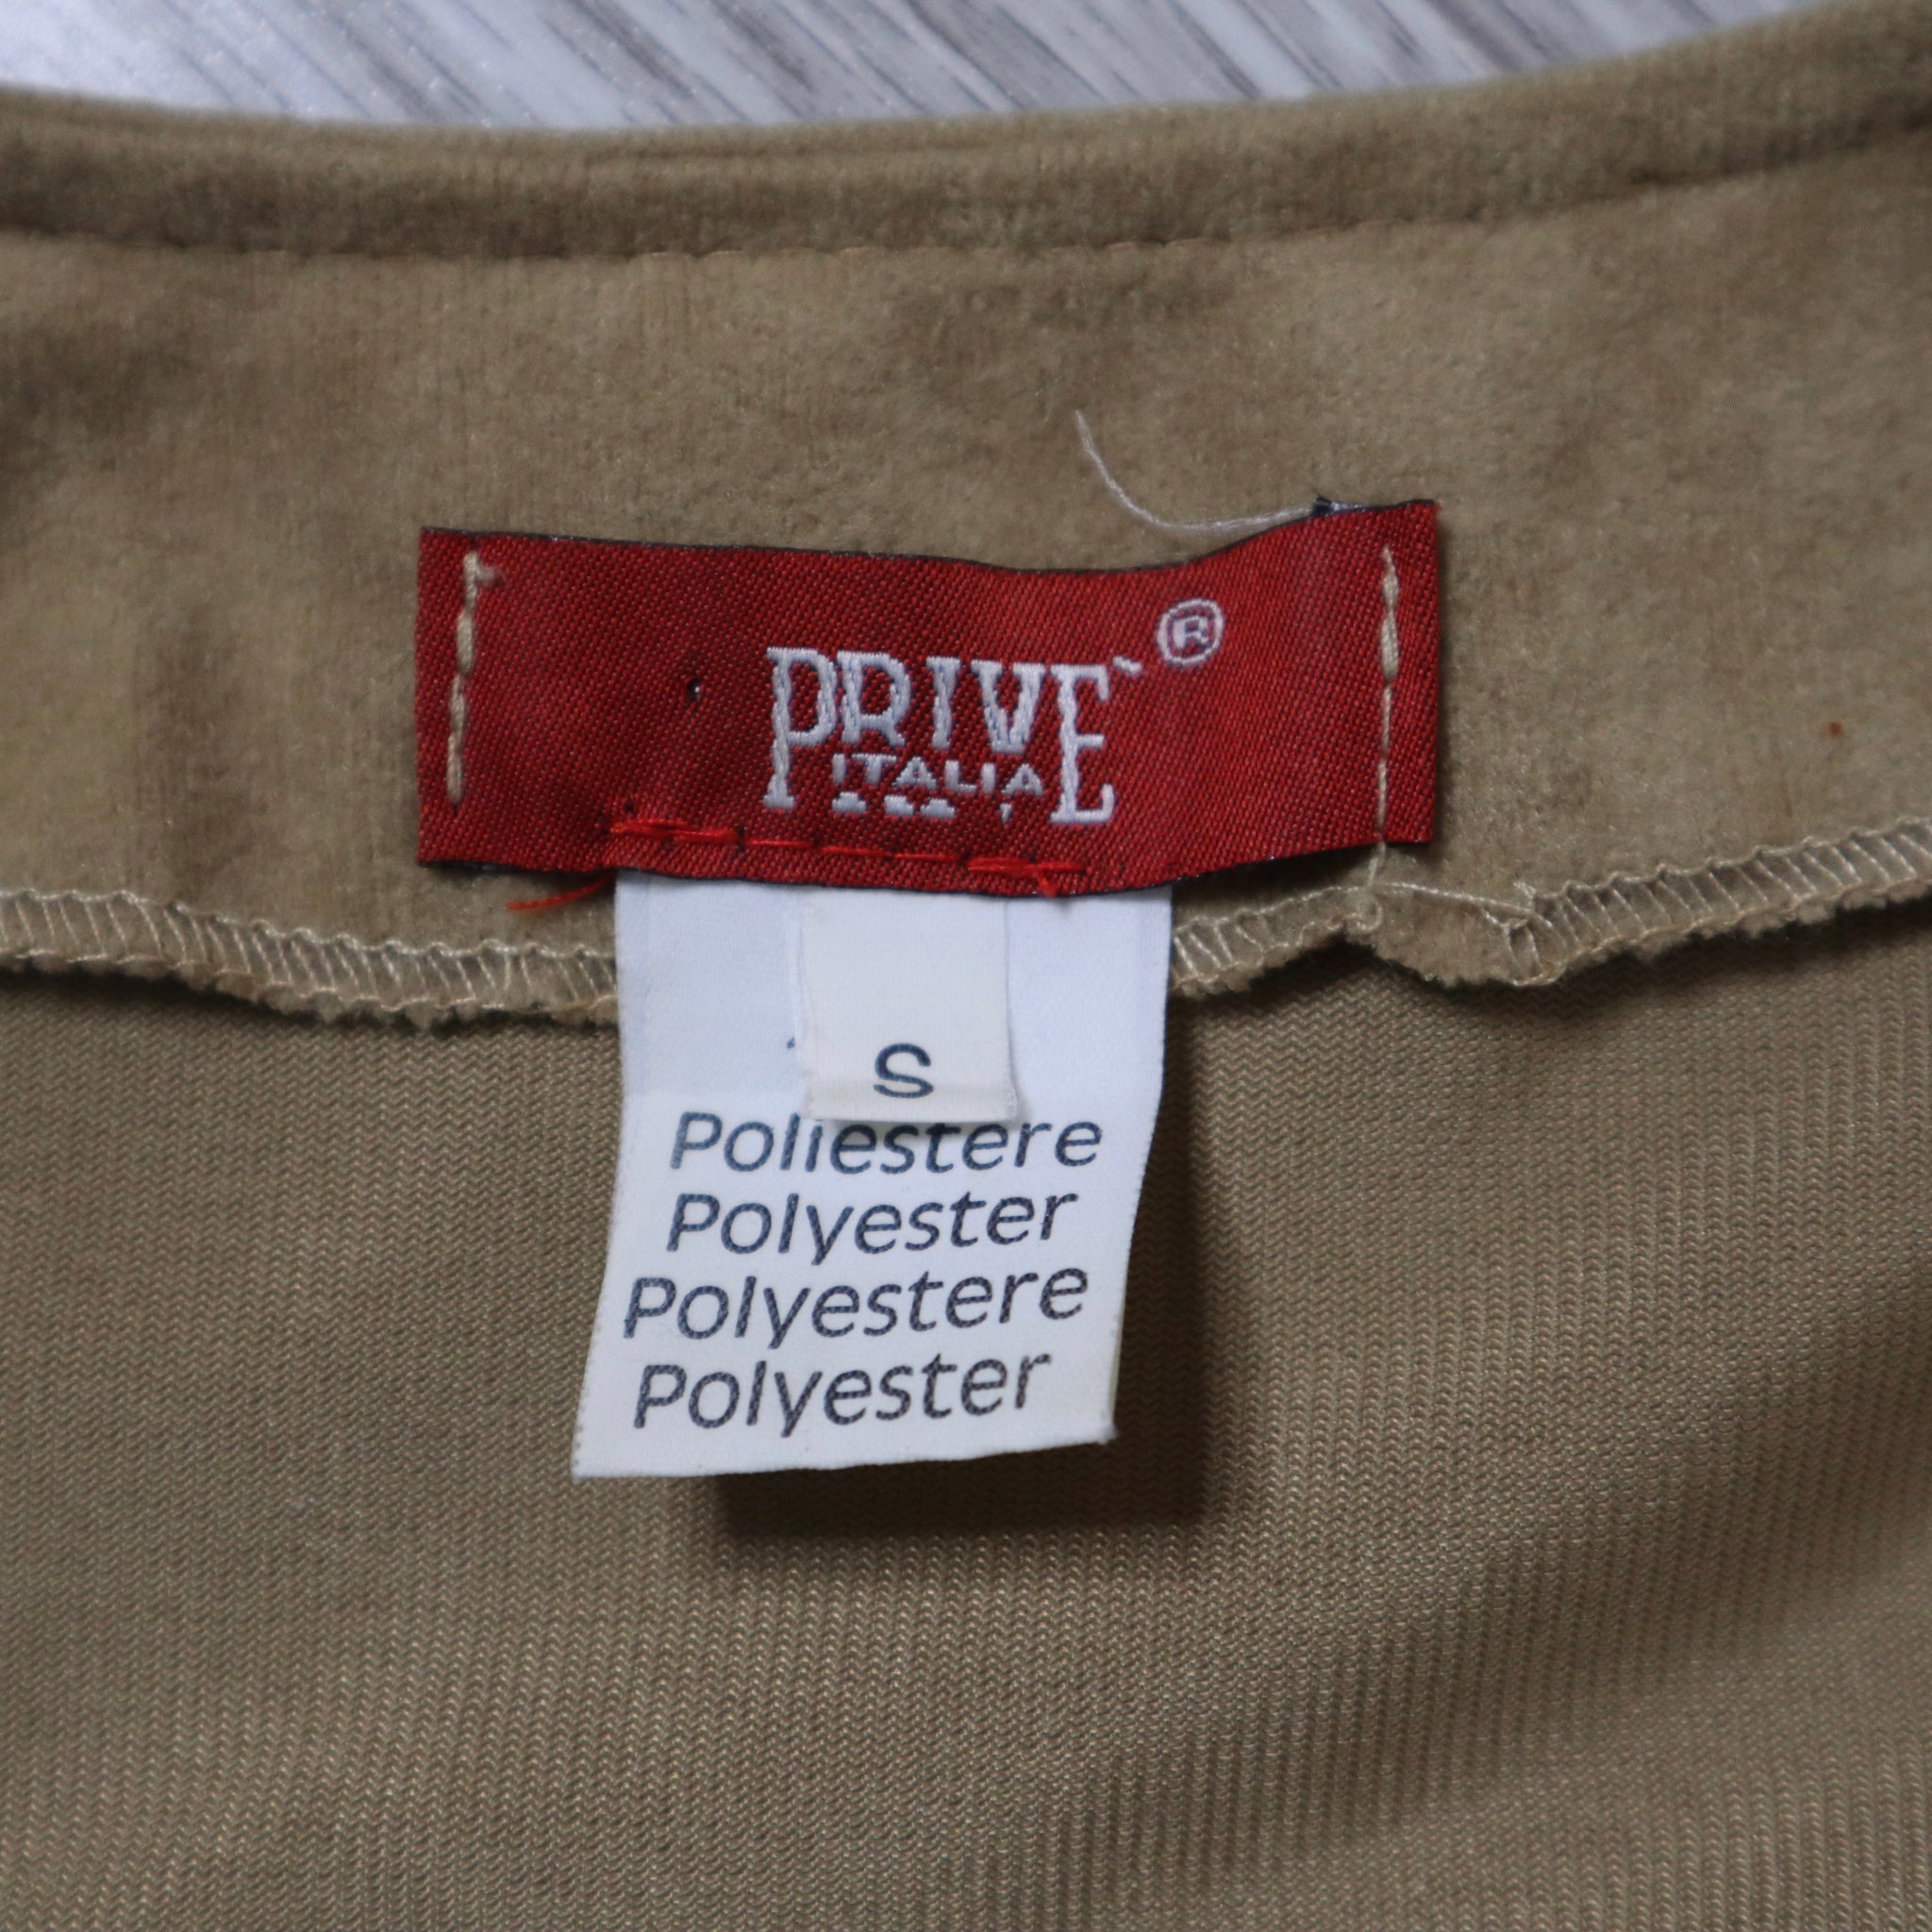 PRIVE` ®
ITALIA
S
Poliestere
Polyester
Polyestere
Polyester